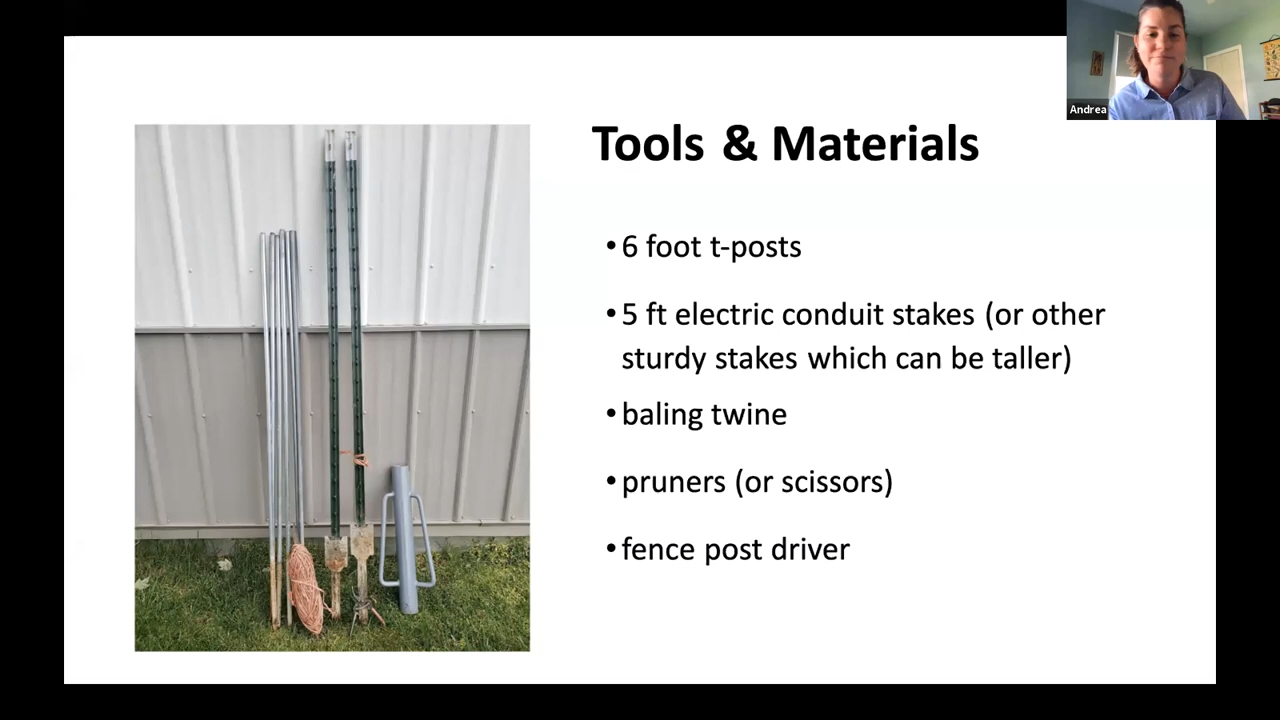 Andrea
Tools & Materials
•6 foot t-posts
•5 ft electric conduit stakes (or other
sturdy stakes which can be taller)
•baling twine
•pruners (or scissors)
•fence post driver